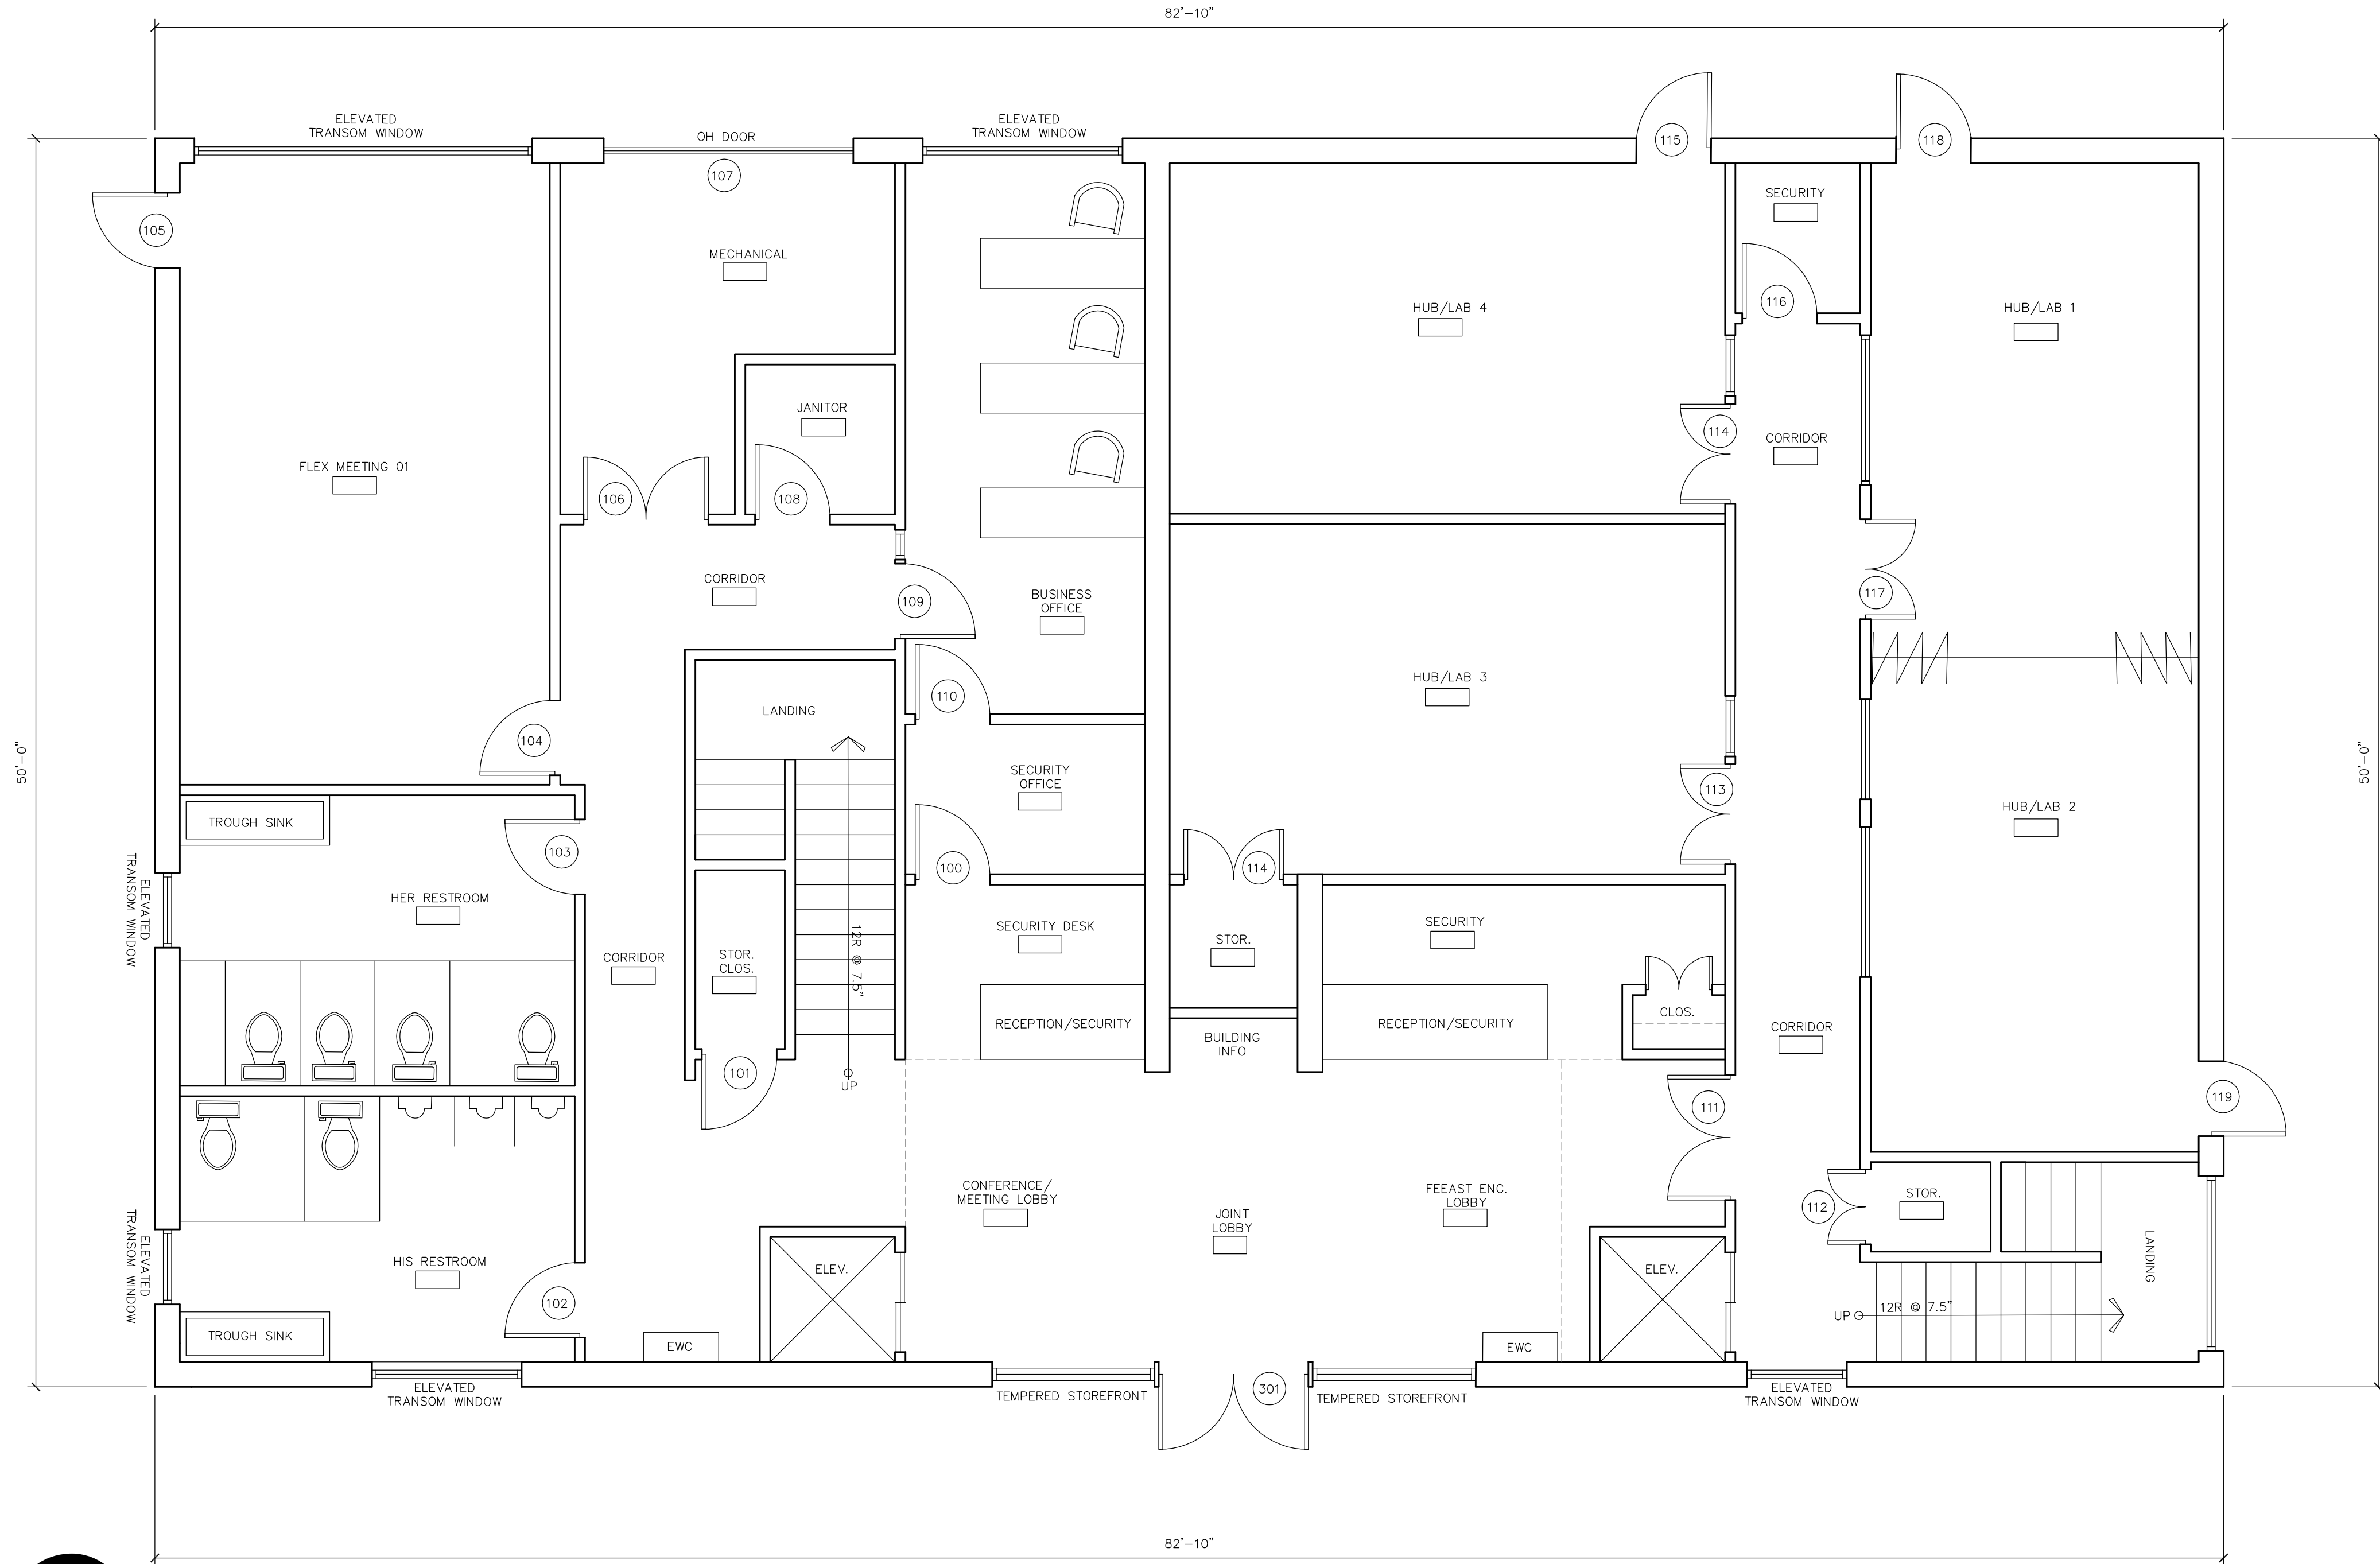 82'-10"
ELEVATED
TRANSOM WINDOW
OH DOOR
ELEVATED
TRANSOM WINDOW
115
118
107
105
SECURITY
MECHANICAL
116
HUB/LAB 4
HUB/LAB 1
JANITOR
114
CORRIDOR
FLEX MEETING 01
106
108
CORRIDOR
109
BUSINESS
OFFICE
117
HUB/LAB 3
110
LANDING
104
50'-0"
50'-0"
SECURITY
OFFICE
113
HUB/LAB 2
TROUGH SINK
103
100
114
ELEVATED
TRANSOM WINDOW
HER RESTROOM
SECURITY DESK
SECURITY
STOR.
CORRIDOR
STOR.
CLOS.
12R @ 7.5"
CLOS.
RECEPTION/SECURITY
RECEPTION/SECURITY
CORRIDOR
BUILDING
INFO
101
UP
119
111
CONFERENCE/
MEETING LOBBY
FEEAST ENC.
LOBBY
STOR.
112
JOINT
LOBBY
ELEVATED
TRANSOM WINDOW
HIS RESTROOM
ELEV.
ELEV.
LANDING
102
UP
12R @ 7.5"
TROUGH SINK
EWC
EWC
301
ELEVATED
TRANSOM WINDOW
TEMPERED STOREFRONT
TEMPERED STOREFRONT
ELEVATED
TRANSOM WINDOW
82'-10"